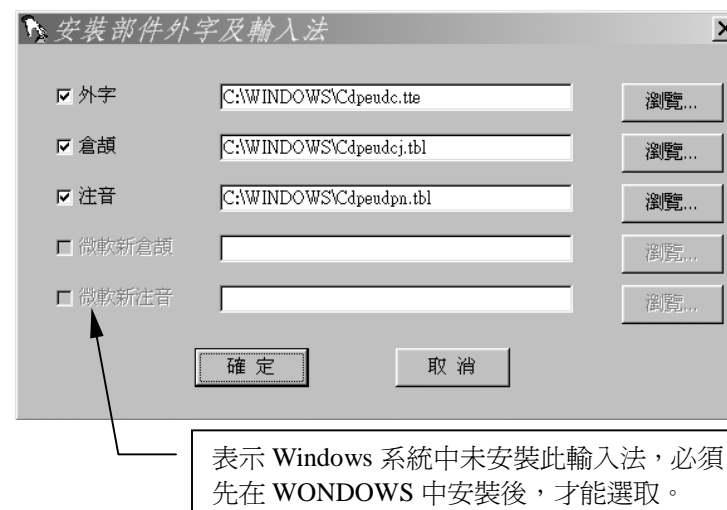 安裝部件外字及輸入法
外字 C:\WINDOWS\Cdpeudc.tte 瀏覽...
倉頡 C:\WINDOWS\Cdpeudcj.tbl 瀏覽...
注音 C:\WINDOWS\Cdpeudpn.tbl 瀏覽...
微軟新倉頡 瀏覽...
微軟新注音 瀏覽...
確定 取消
表示 Windows 系統中未安裝此輸入法，必須
先在 WONDOWS 中安裝後，才能選取。